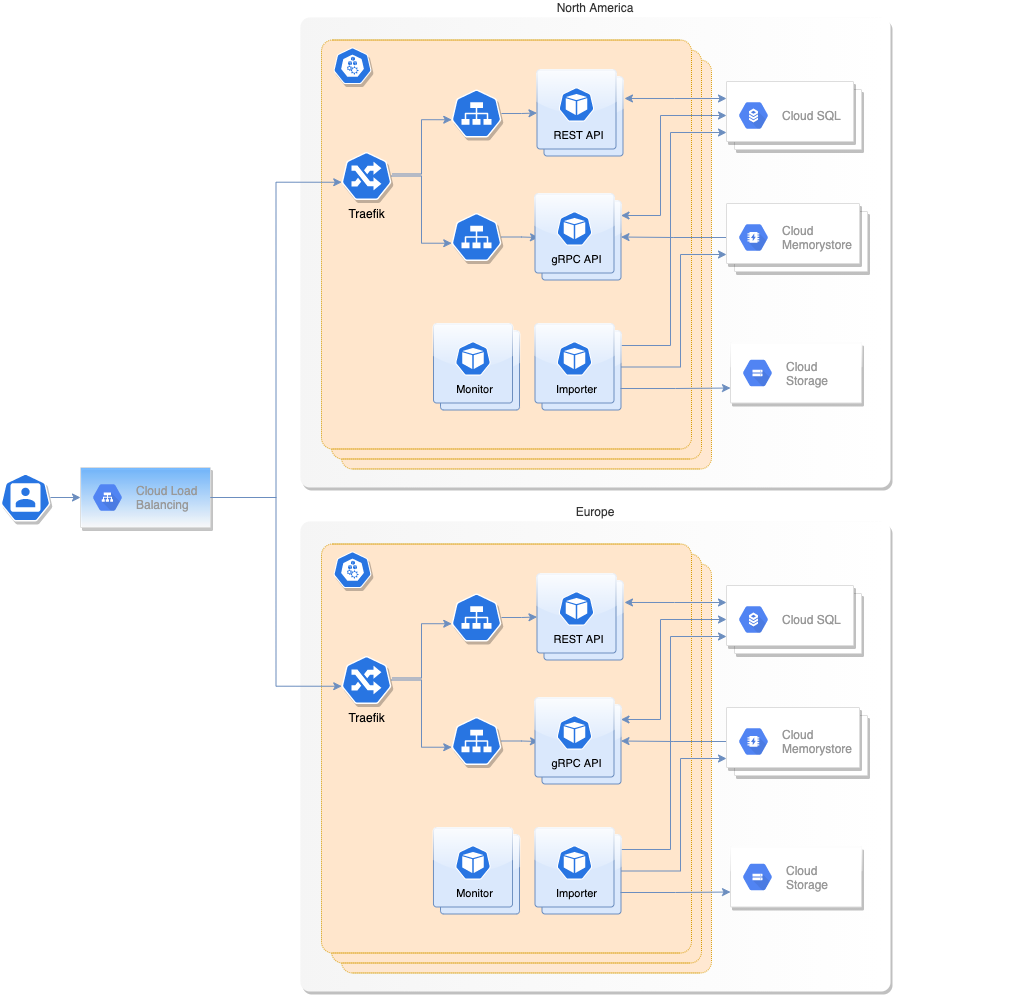 North America
REST API
Cloud SQL
Traefik
gRPC API
Cloud
Memorystore
Monitor
Importer
Cloud
Storage
Cloud Load
Balancing
Europe
REST API
Cloud SQL
Traefik
gRPC API
Cloud
Memorystore
Monitor
Importer
Cloud
Storage